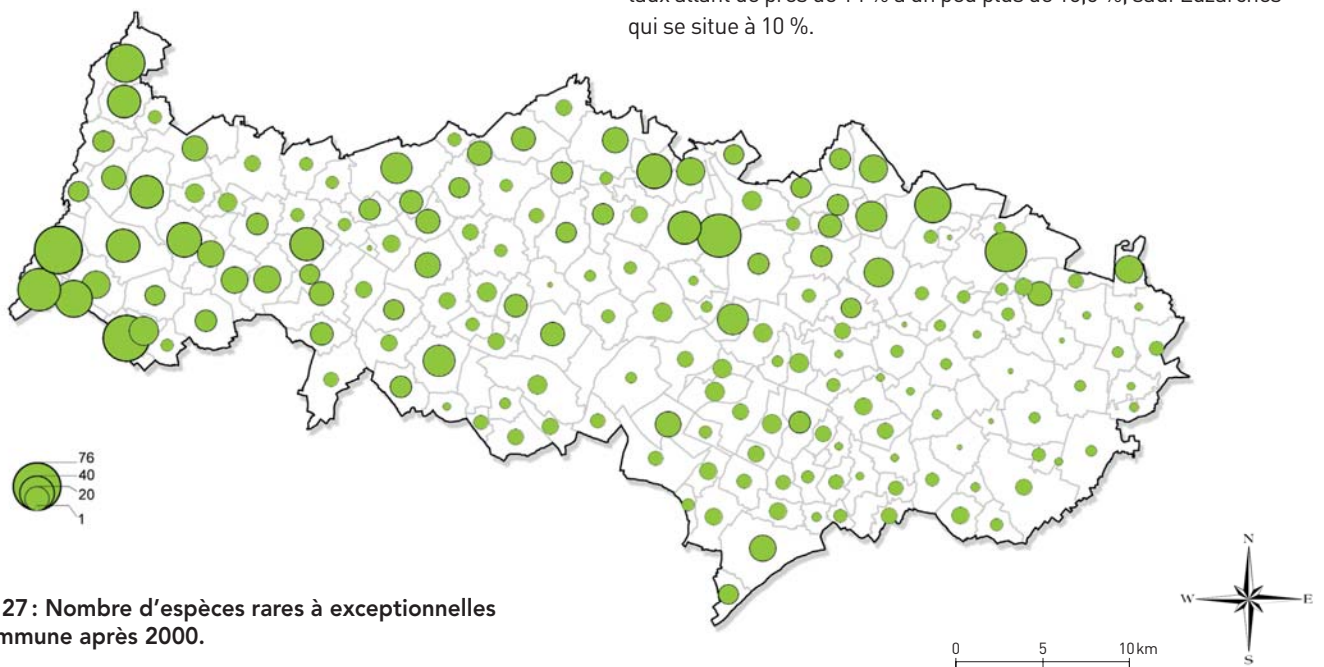 qui se situe à 10 %.
76
40
20
1
27 : Nombre d'espèces rares à exceptionnelles
mmune après 2000.
N
W
E
S
0 5 10 km